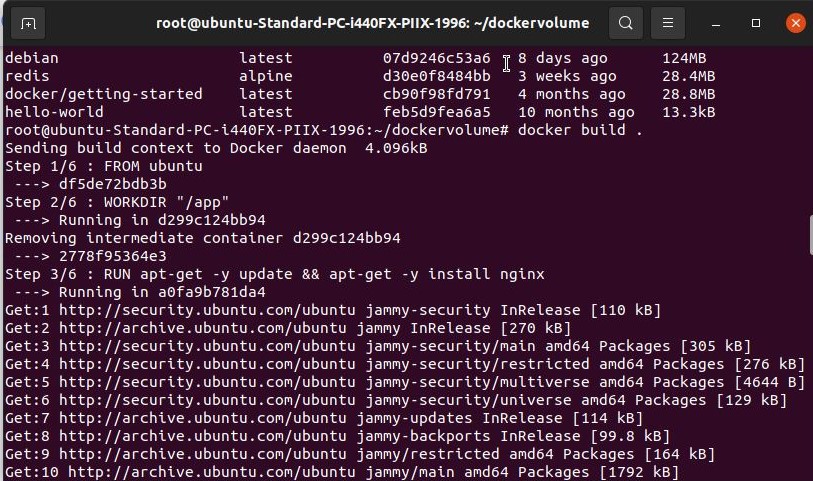 root@ubuntu-Standard-PC-i440FX-PIIX-1996: ~/dockervolume
debian latest 07d9246c53a6 8 days ago 124MB
redis alpine d30e0f8484bb 3 weeks ago 28.4MB
docker/getting-started latest cb90f98fd791 4 months ago 28.8MB
hello-world latest feb5d9fea6a5 10 months ago 13.3kB
root@ubuntu-Standard-PC-i440FX-PIIX-1996:~/dockervolume# docker build .
Sending build context to Docker daemon  4.096kB
Step 1/6 : FROM ubuntu
 ---> df5de72bdb3b
Step 2/6 : WORKDIR "/app"
 ---> Running in d299c124bb94
Removing intermediate container d299c124bb94
 ---> 2778f95364e3
Step 3/6 : RUN apt-get -y update && apt-get -y install nginx
 ---> Running in a0fa9b781da4
Get:1 http://security.ubuntu.com/ubuntu jammy-security InRelease [110 kB]
Get:2 http://archive.ubuntu.com/ubuntu jammy InRelease [270 kB]
Get:3 http://security.ubuntu.com/ubuntu jammy-security/main amd64 Packages [305 kB]
Get:4 http://security.ubuntu.com/ubuntu jammy-security/restricted amd64 Packages [276 kB]
Get:5 http://security.ubuntu.com/ubuntu jammy-security/multiverse amd64 Packages [4644 B]
Get:6 http://security.ubuntu.com/ubuntu jammy-security/universe amd64 Packages [129 kB]
Get:7 http://archive.ubuntu.com/ubuntu jammy-updates InRelease [114 kB]
Get:8 http://archive.ubuntu.com/ubuntu jammy-backports InRelease [99.8 kB]
Get:9 http://archive.ubuntu.com/ubuntu jammy/restricted amd64 Packages [164 kB]
Get:10 http://archive.ubuntu.com/ubuntu jammy/main amd64 Packages [1792 kB]